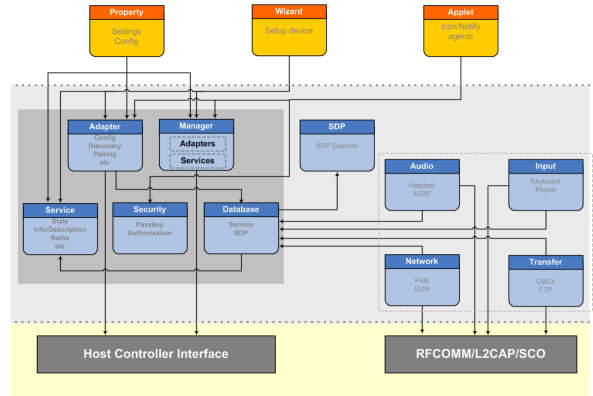 Property
Settings
Config
Wizard
Setup device
Applet
Icon/Notify
agents
Adapter
Config
Discovery
Pairing
etc
Manager
Adapters
Services
SDP
SDP Daemon
Audio
Headset
A2DP
Input
Keyboard
Mouse
...
Service
State
Info/Description
Name
etc
Security
Passkey
Authorization
Database
Service
SDP
Network
PAN
DUN
Transfer
OBEX
FTP
Host Controller Interface
RFCOMM/L2CAP/SCO